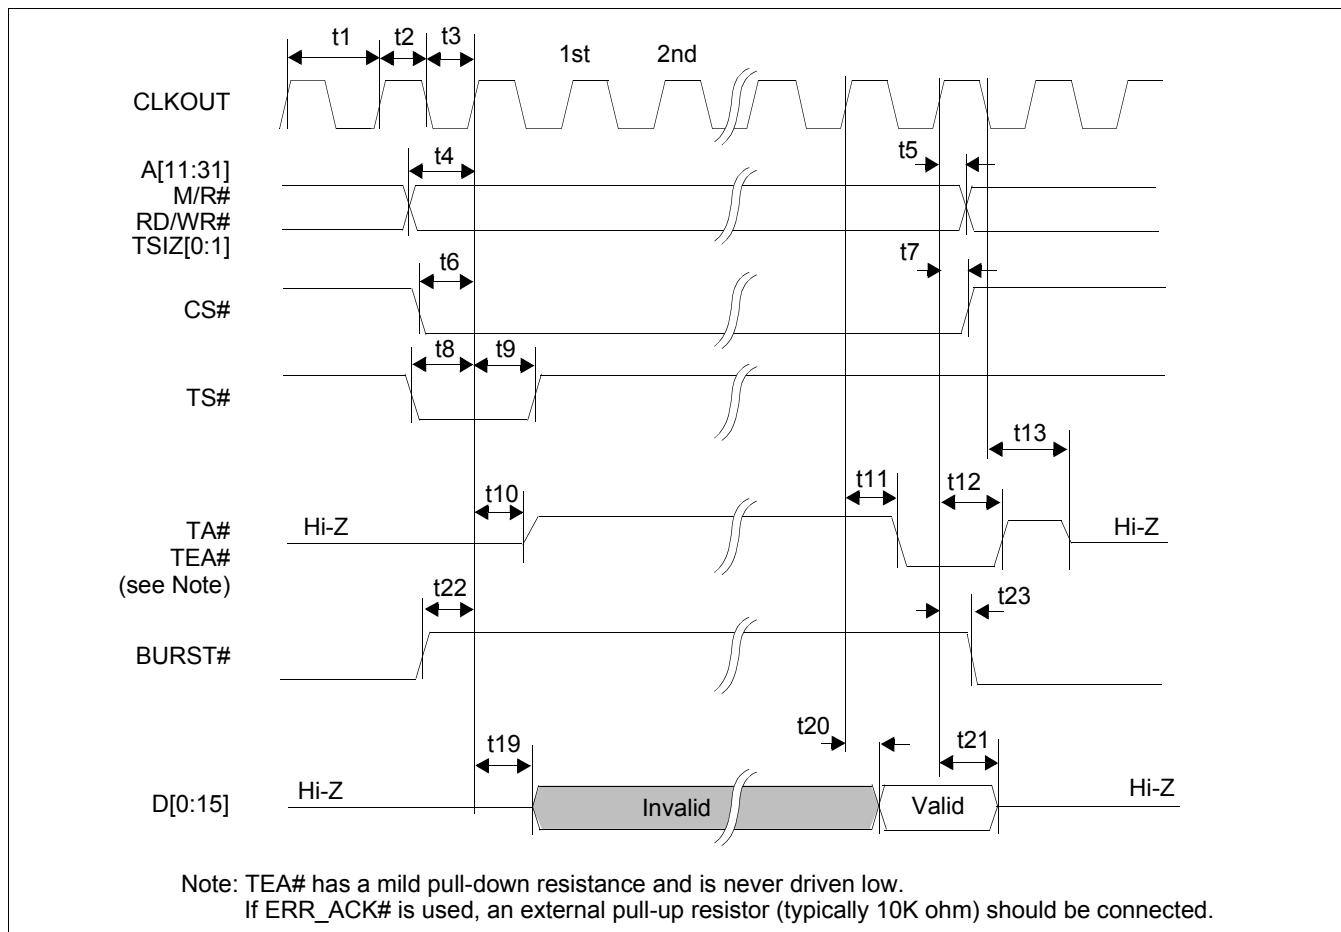 t1 t2 t3
1st 2nd
CLKOUT
A[11:31]
M/R#
RD/WR#
TSIZ[0:1]
t4 t5
t6 t7
CS#
t8 t9
TS#
t13
t10 t11 t12
TA#
TEA#
(see Note)
Hi-Z Hi-Z
t22 t23
BURST#
t19 t20 t21
D[0:15]
Hi-Z Invalid Valid Hi-Z
Note: TEA# has a mild pull-down resistance and is never driven low.
If ERR_ACK# is used, an external pull-up resistor (typically 10K ohm) should be connected.